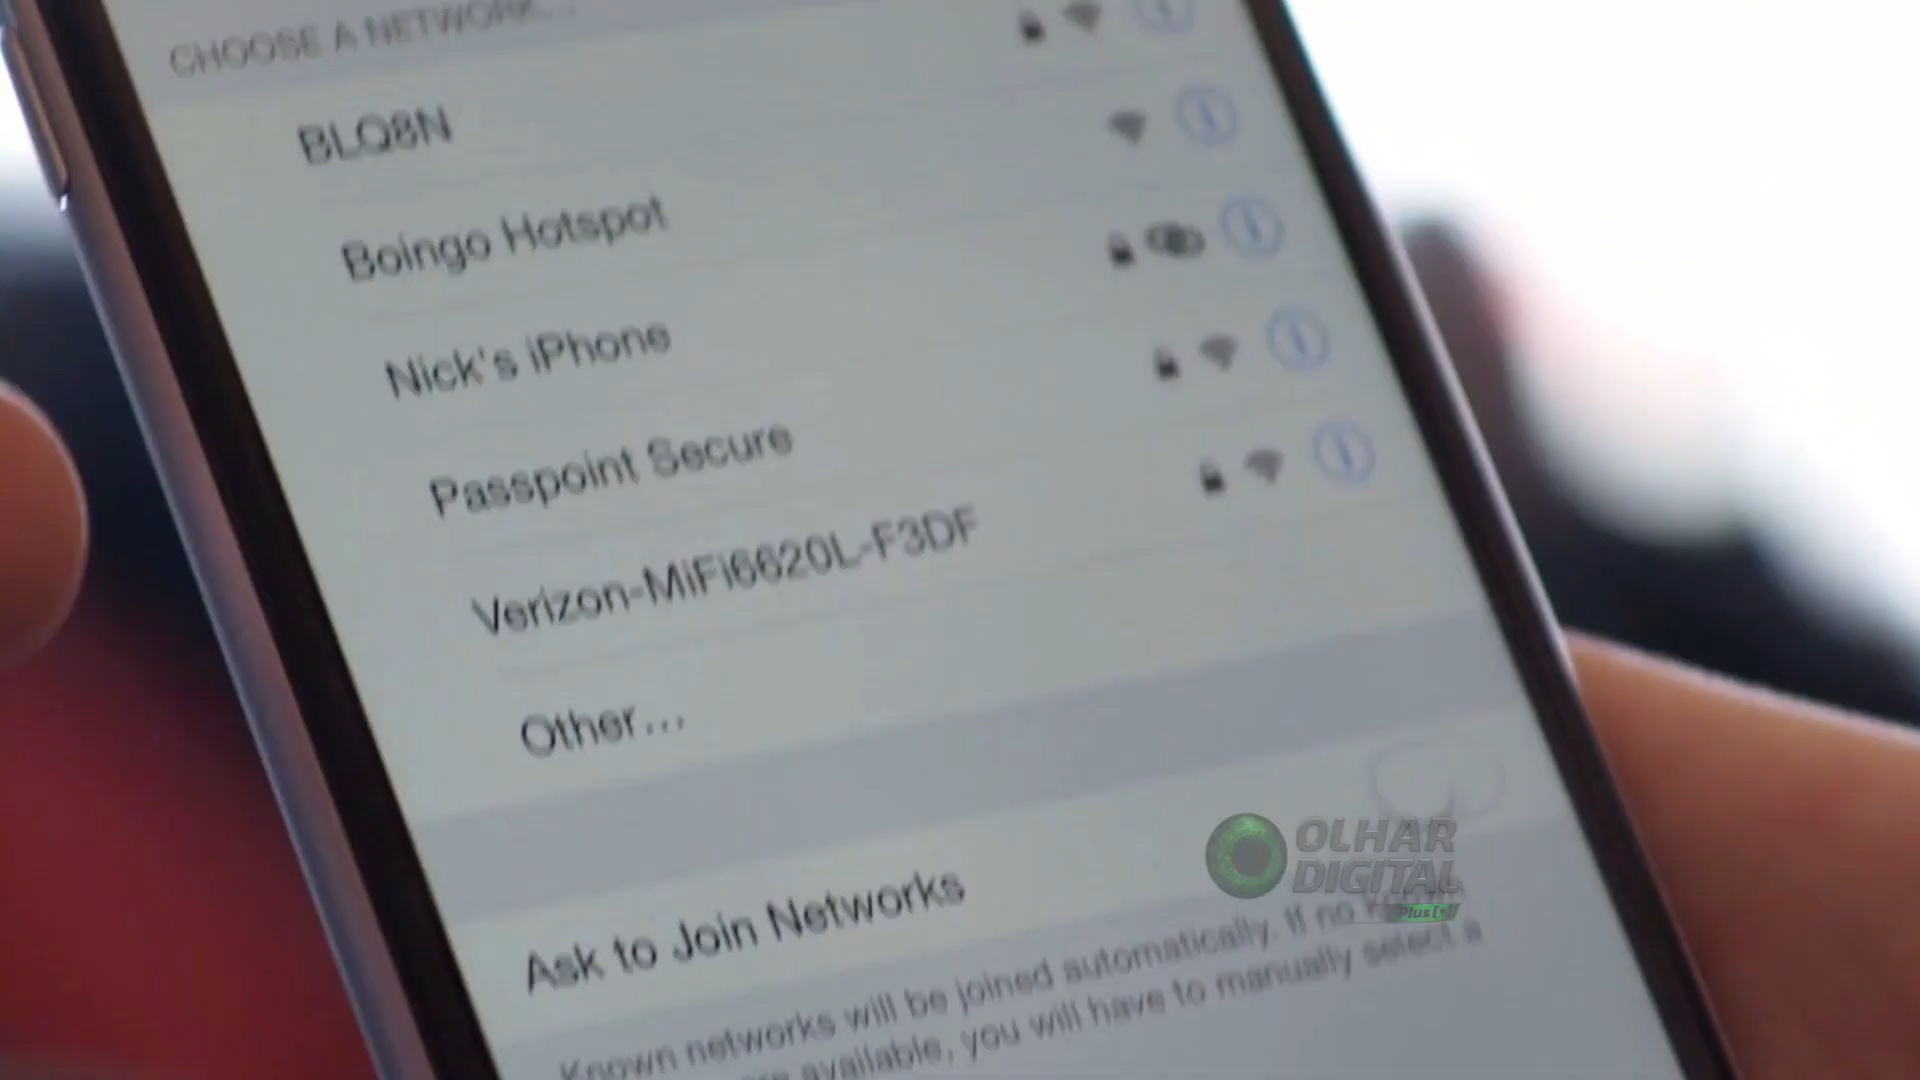 CHOOSE A NETWORK...
BLQ8N
Boingo Hotspot
Nick's iPhone
Passpoint Secure
Verizon-MiFi6620L-F3DF
Other...
Ask to Join Networks
OLHAR
DIGITAL
Plus [+]
Known networks will be joined automatically. If no
available, you will have to manually select a